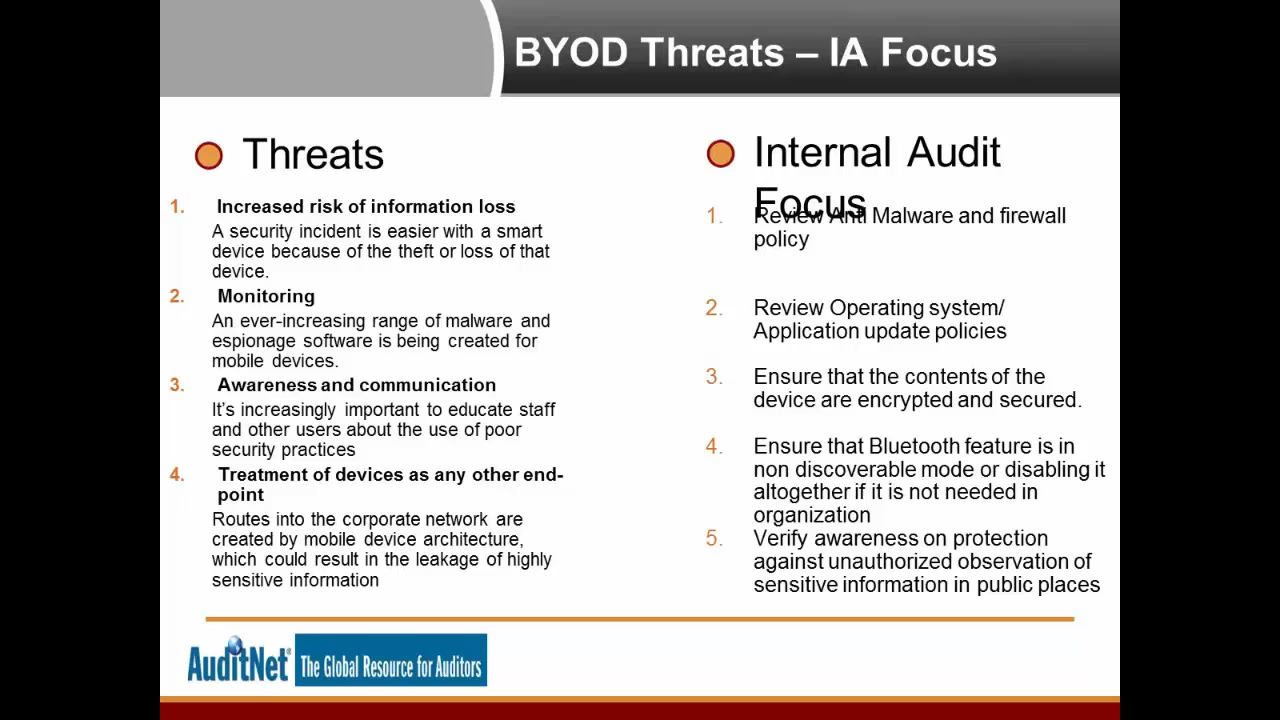 BYOD Threats – IA Focus
Threats
1. Increased risk of information loss
A security incident is easier with a smart
device because of the theft or loss of that
device.
2. Monitoring
An ever-increasing range of malware and
espionage software is being created for
mobile devices.
3. Awareness and communication
It's increasingly important to educate staff
and other users about the use of poor
security practices
4. Treatment of devices as any other end-
point
Routes into the corporate network are
created by mobile device architecture,
which could result in the leakage of highly
sensitive information
Internal Audit
Focus
1. Review Anti Malware and firewall
policy
2. Review Operating system/
Application update policies
3. Ensure that the contents of the
device are encrypted and secured.
4. Ensure that Bluetooth feature is in
non discoverable mode or disabling it
altogether if it is not needed in
organization
5. Verify awareness on protection
against unauthorized observation of
sensitive information in public places
AuditNet® The Global Resource for Auditors